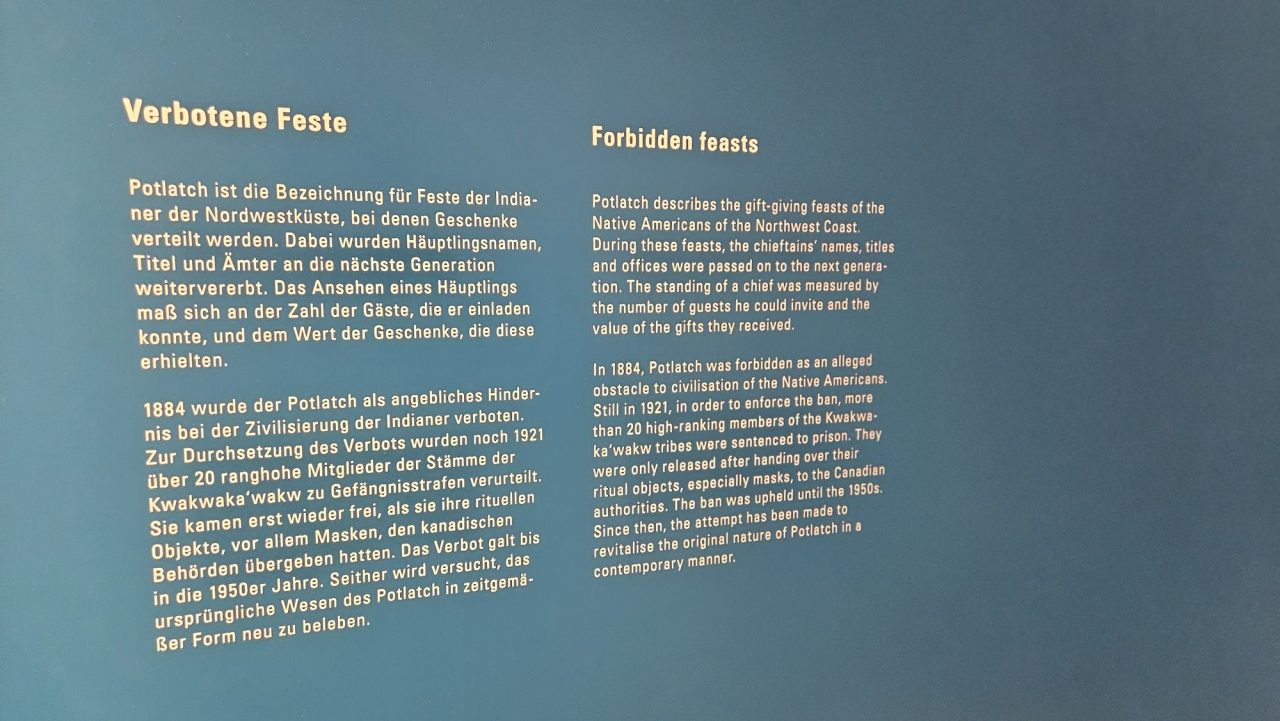 Verbotene Feste
Potlatch ist die Bezeichnung für Feste der India-
ner der Nordwestküste, bei denen Geschenke
verteilt werden. Dabei wurden Häuptlingsnamen,
Titel und Ämter an die nächste Generation
weitervererbt. Das Ansehen eines Häuptlings
maß sich an der Zahl der Gäste, die er einladen
konnte, und dem Wert der Geschenke, die diese
erhielten.
1884 wurde der Potlatch als angebliches Hinder-
nis bei der Zivilisierung der Indianer verboten.
Zur Durchsetzung des Verbots wurden noch 1921
über 20 ranghohe Mitglieder der Stämme der
Kwakwaka‘wakw zu Gefängnisstrafen verurteilt.
Sie kamen erst wieder frei, als sie ihre rituellen
Objekte, vor allem Masken, den kanadischen
Behörden übergeben hatten. Das Verbot galt bis
in die 1950er Jahre. Seither wird versucht, das
ursprüngliche Wesen des Potlatch in zeitgemä-
ßer Form neu zu beleben.
Forbidden feasts
Potlatch describes the gift-giving feasts of the
Native Americans of the Northwest Coast.
During these feasts, the chieftains’ names, titles
and offices were passed on to the next genera-
tion. The standing of a chief was measured by
the number of guests he could invite and the
value of the gifts they received.
In 1884, Potlatch was forbidden as an alleged
obstacle to civilisation of the Native Americans.
Still in 1921, in order to enforce the ban, more
than 20 high-ranking members of the Kwakwa-
ka‘wakw tribes were sentenced to prison. They
were only released after handing over their
ritual objects, especially masks, to the Canadian
authorities. The ban was upheld until the 1950s.
Since then, the attempt has been made to
revitalise the original nature of Potlatch in a
contemporary manner.